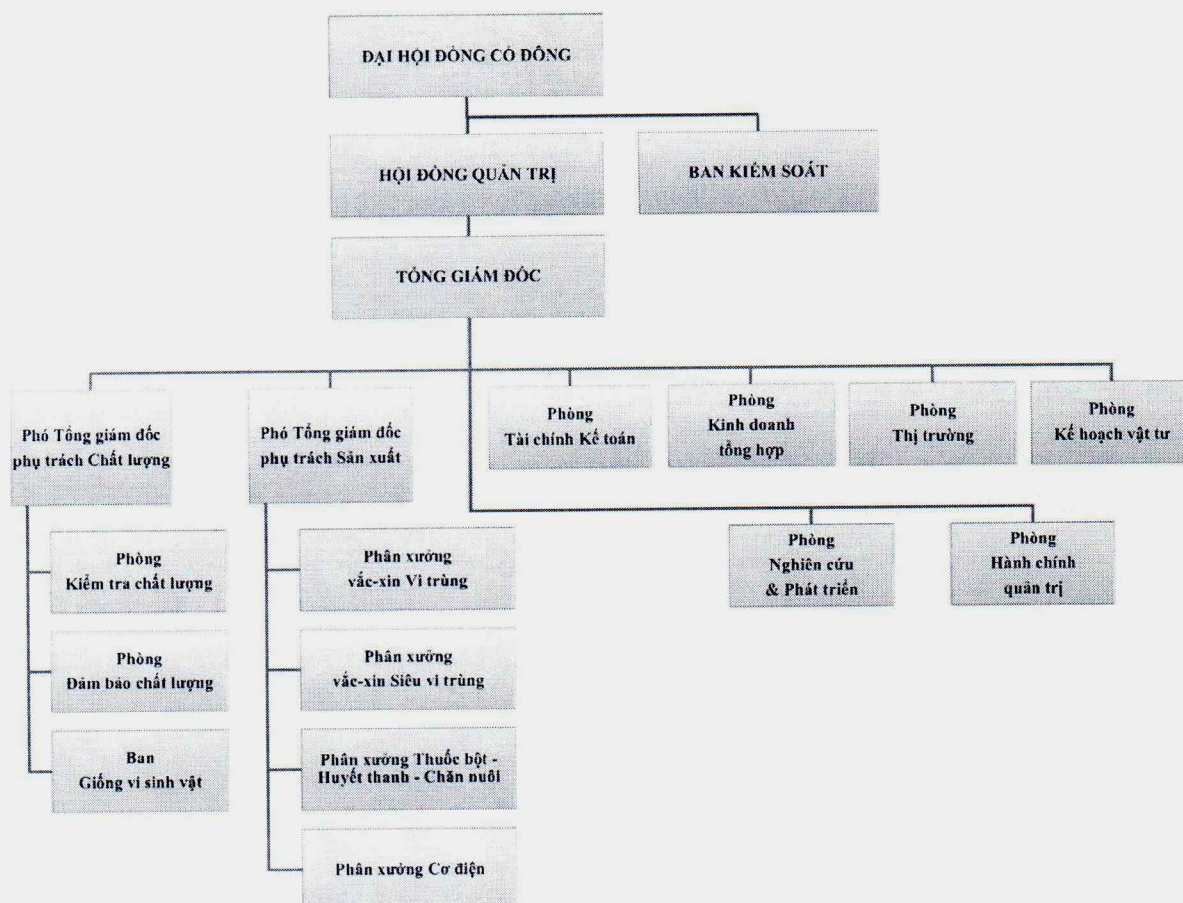 ĐẠI HỘI ĐỒNG CỔ ĐÔNG
HỘI ĐỒNG QUẢN TRỊ
BAN KIỂM SOÁT
TỔNG GIÁM ĐỐC
Phó Tổng giám đốc
phụ trách Chất lượng
Phó Tổng giám đốc
phụ trách Sản xuất
Phòng
Tài chính Kế toán
Phòng
Kinh doanh
tổng hợp
Phòng
Thị trường
Phòng
Kế hoạch vật tư
Phòng
Kiểm tra chất lượng
Phân xưởng
vắc-xin Vi trùng
Phòng
Nghiên cứu
& Phát triển
Phòng
Hành chính
quản trị
Phòng
Đảm bảo chất lượng
Phân xưởng
vắc-xin Siêu vi trùng
Ban
Giống vi sinh vật
Phân xưởng Thuốc bột -
Huyết thanh - Chăn nuôi
Phân xưởng Cơ điện